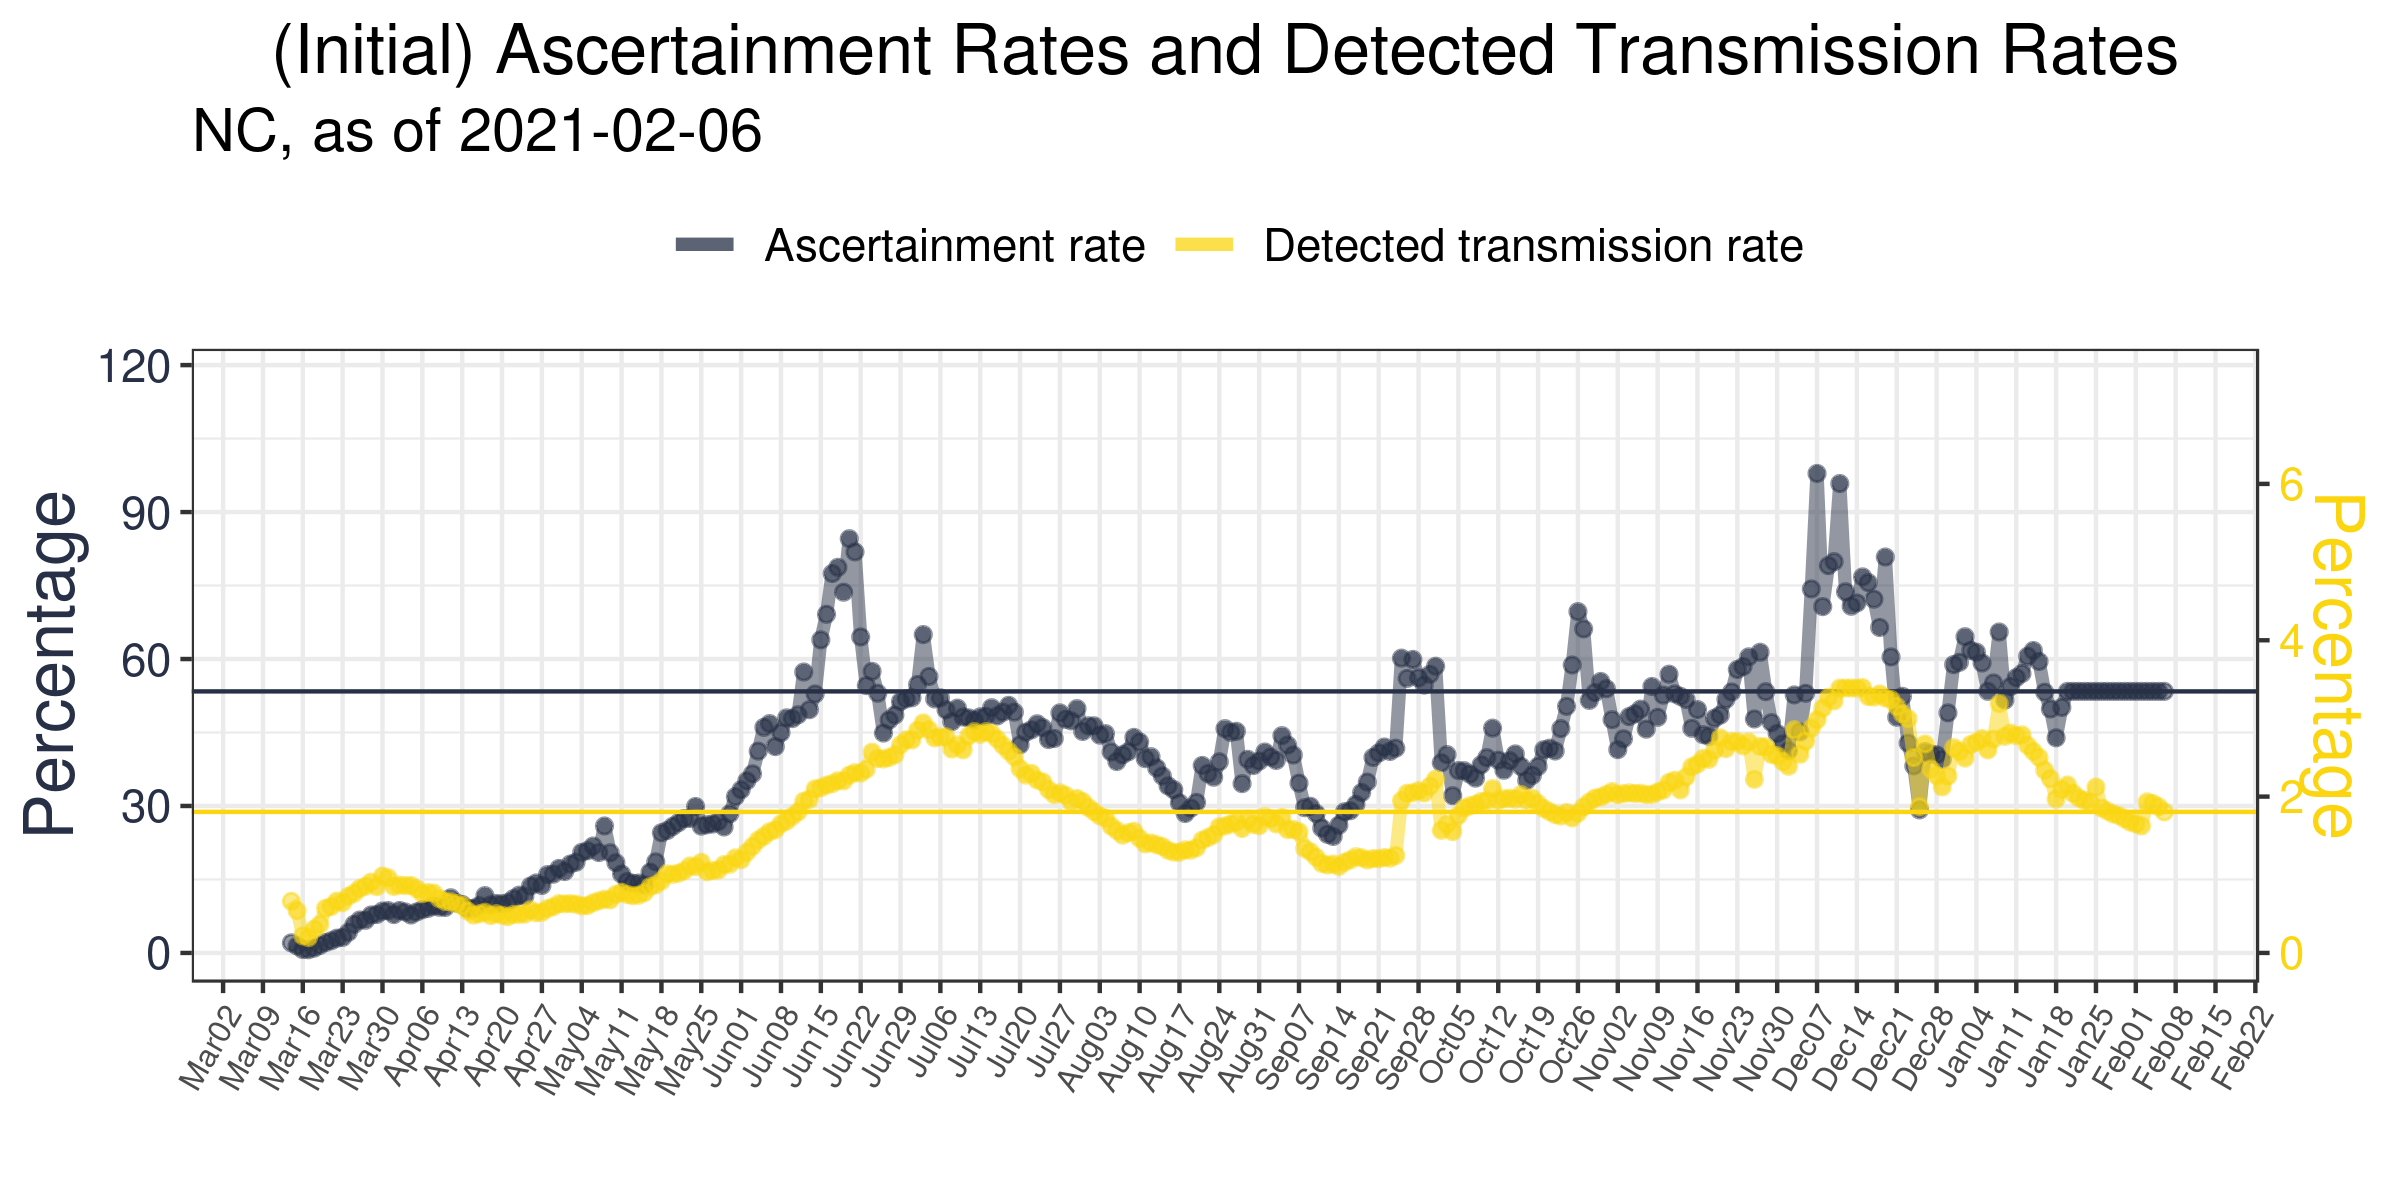 (Initial) Ascertainment Rates and Detected Transmission Rates
NC, as of 2021-02-06
Ascertainment rate
Detected transmission rate
Percentage
120
90
60
30
0
6
4
2
0
Percentage
Mar02
Mar09
Mar16
Mar23
Mar30
Apr06
Apr13
Apr20
Apr27
May04
May11
May18
May25
Jun01
Jun08
Jun15
Jun22
Jun29
Jul06
Jul13
Jul20
Jul27
Aug03
Aug10
Aug17
Aug24
Aug31
Sep07
Sep14
Sep21
Sep28
Oct05
Oct12
Oct19
Oct26
Nov02
Nov09
Nov16
Nov23
Nov30
Dec07
Dec14
Dec21
Dec28
Jan04
Jan11
Jan18
Jan25
Feb01
Feb08
Feb15
Feb22